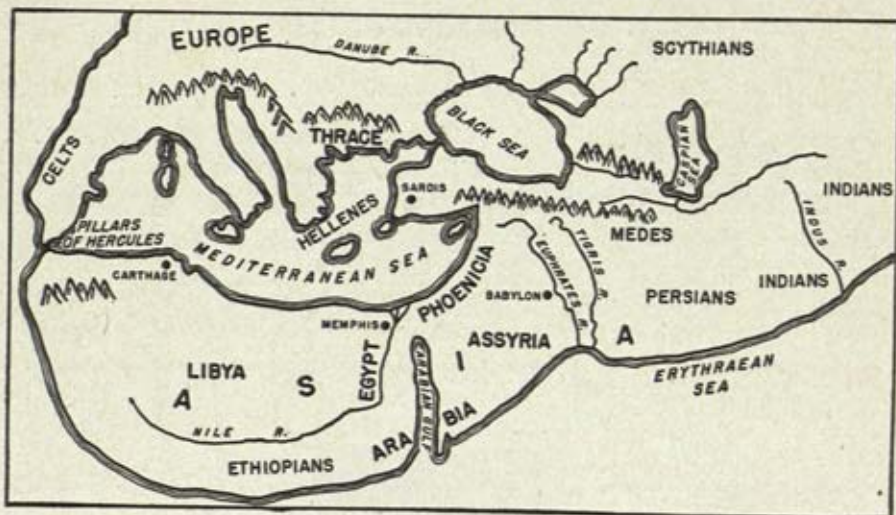 EUROPE
DANUBE R.
SCYTHIANS
CELTS
THRACE
BLACK SEA
CASPIAN SEA
INDIANS
SARDIS
HELLENES
PILLARS
OF HERCULES
MEDES
INDUS R.
MEDITERRANEAN SEA
CARTHAGE
TIGRIS R.
EUPHRATES R.
PHOENICIA
BABYLON
PERSIANS
INDIANS
MEMPHIS
ASSYRIA
A
ERYTHRAEAN
SEA
LIBYA
EGYPT
A S I
ARABIAN GULF
NILE R.
ARA BIA
ETHIOPIANS